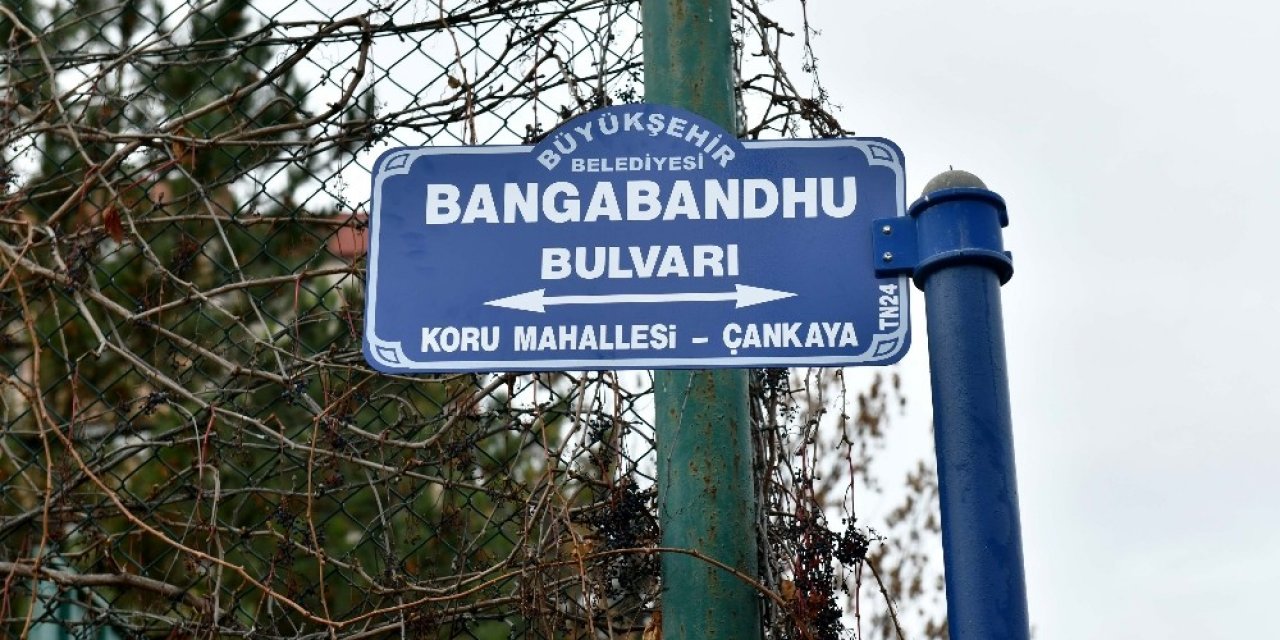 BÜYÜKŞEHİR
BELEDİYESİ
BANGABANDHU
BULVARI
KORU MAHALLESİ – ÇANKAYA
TN24